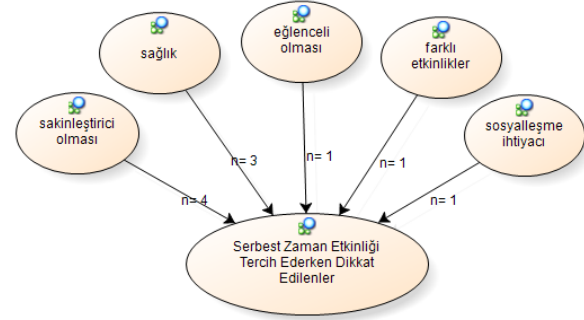 eğlenceli
olması
sağlık
farklı
etkinlikler
sakinleştirici
olması
sosyalleşme
ihtiyacı
n= 3
n= 1
n= 1
n= 4
n= 1
Serbest Zaman Etkinliği
Tercih Ederken Dikkat
Edilenler